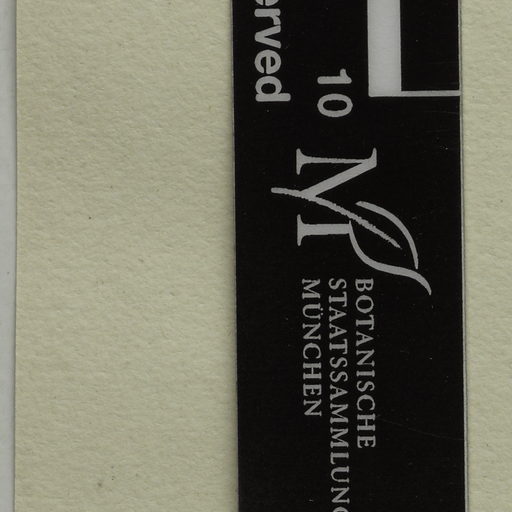 erved
10
M
BOTANISCHE
STAATSSAMMLUNG
MÜNCHEN